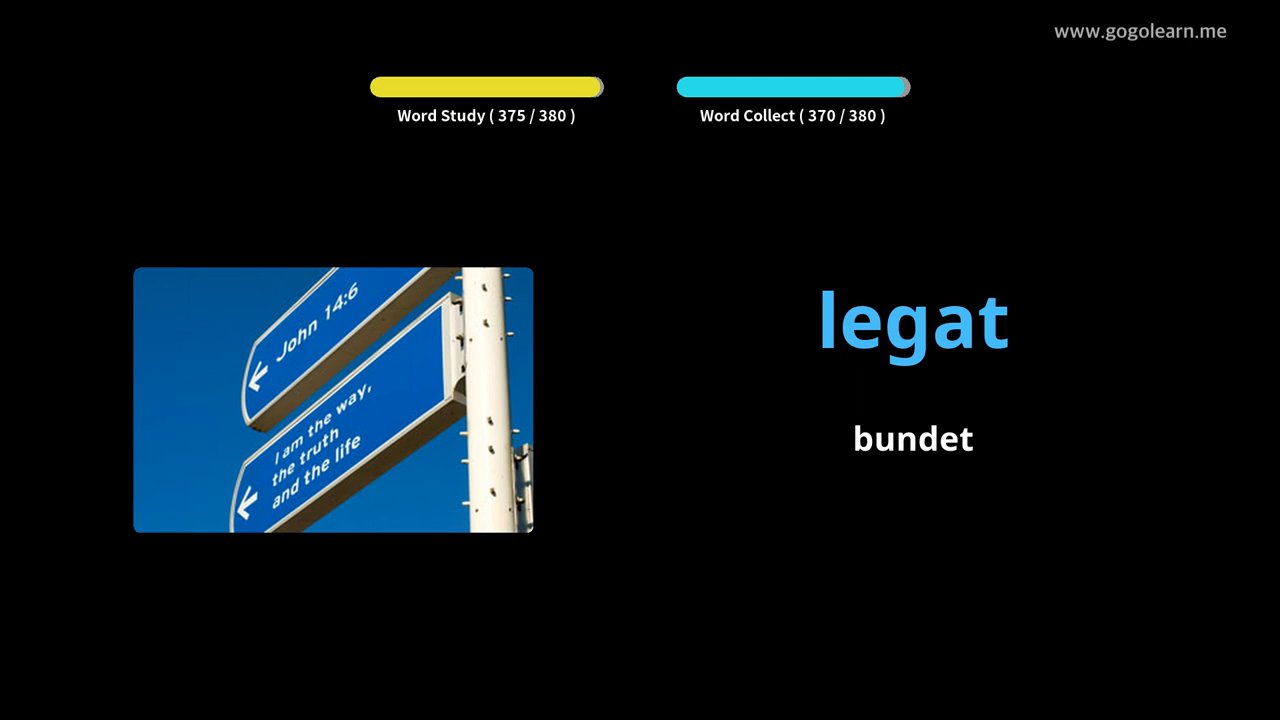 www.gogolearn.me
Word Study ( 375 / 380 )
Word Collect ( 370 / 380 )
John 14:6
I am the way,
the truth
and the life
legat
bundet